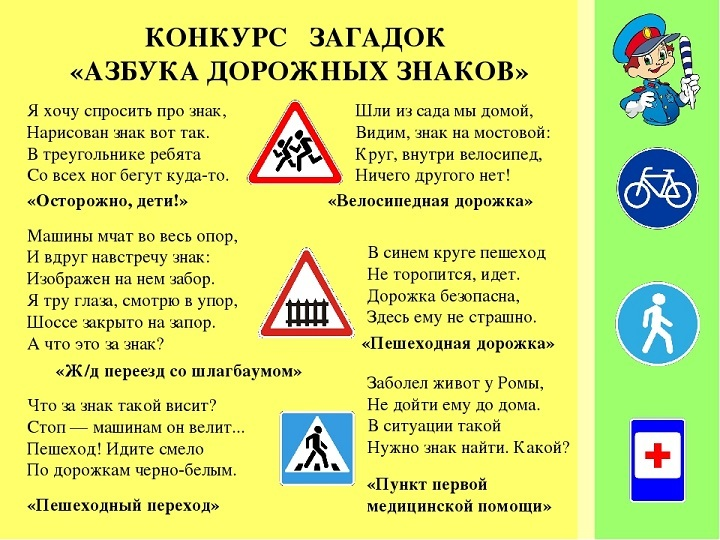 КОНКУРС ЗАГАДОК
«АЗБУКА ДОРОЖНЫХ ЗНАКОВ»
Я хочу спросить про знак,
Нарисован знак вот так.
В треугольнике ребята
Со всех ног бегут куда-то.
«Осторожно, дети!»
Шли из сада мы домой,
Видим, знак на мостовой:
Круг, внутри велосипед,
Ничего другого нет!
«Велосипедная дорожка»
Машины мчат во весь опор,
И вдруг навстречу знак:
Изображен на нем забор.
Я тру глаза, смотрю в упор,
Шоссе закрыто на запор.
А что это за знак?
«Ж/д переезд со шлагбаумом»
В синем круге пешеход
Не торопится, идет.
Дорожка безопасна,
Здесь ему не страшно.
«Пешеходная дорожка»
Что за знак такой висит?
Стоп — машинам он велит...
Пешеход! Идите смело
По дорожкам черно-белым.
«Пешеходный переход»
Заболел живот у Ромы,
Не дойти ему до дома.
В ситуации такой
Нужно знак найти. Какой?
«Пункт первой
медицинской помощи»